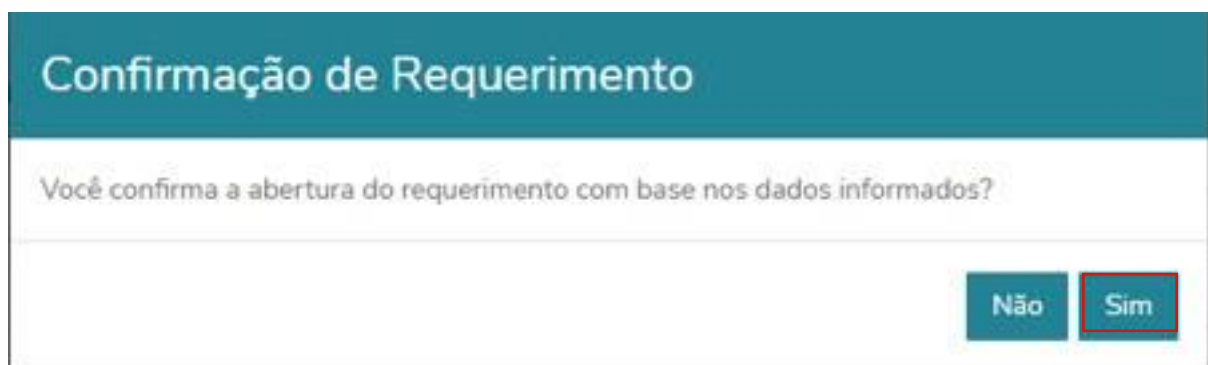 Confirmação de Requerimento
Você confirma a abertura do requerimento com base nos dados informados?
Não Sim